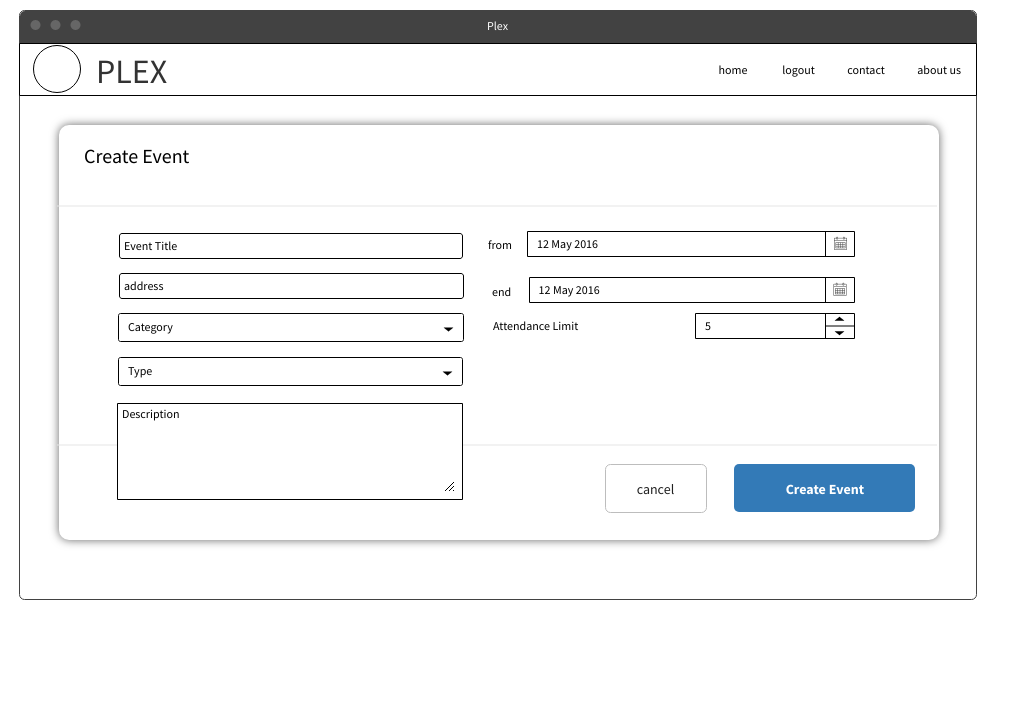 Plex
PLEX
home logout contact about us
Create Event
Event Title
from 12 May 2016
address
end 12 May 2016
Category
Attendance Limit 5
Type
Description
cancel
Create Event